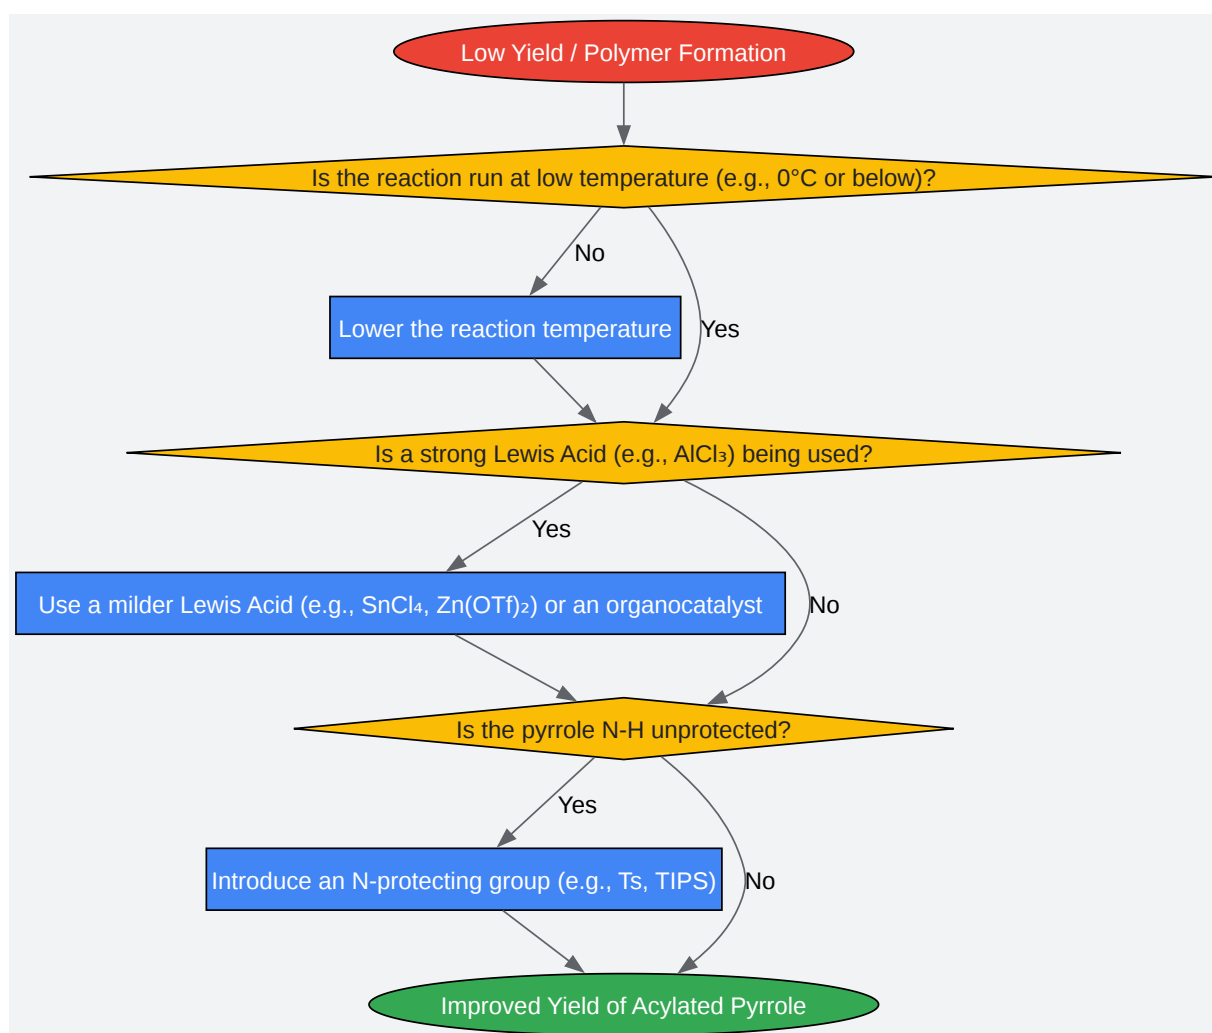 Low Yield / Polymer Formation
Is the reaction run at low temperature (e.g., 0°C or below)?
No
Lower the reaction temperature
Yes
Is a strong Lewis Acid (e.g., AlCl₃) being used?
Yes
Use a milder Lewis Acid (e.g., SnCl₄, Zn(OTf)₂) or an organocatalyst
No
Is the pyrrole N-H unprotected?
Yes
Introduce an N-protecting group (e.g., Ts, TIPS)
No
Improved Yield of Acylated Pyrrole